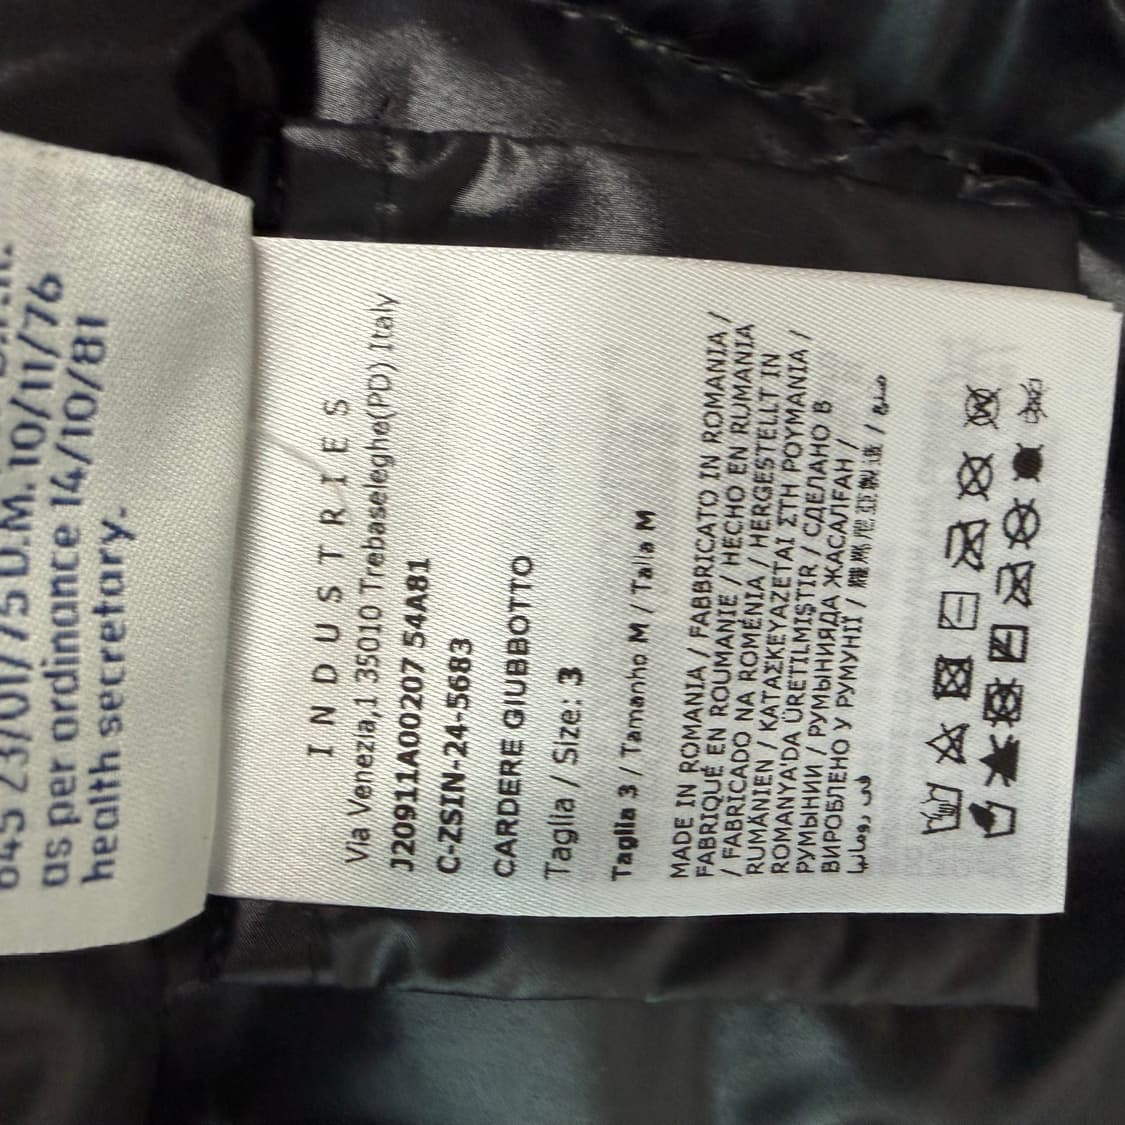 645 23/01/75 D.M. 10/11/76
as per ordinance 14/10/81
health secretary.
INDUSTRIES
Via Venezia,1 35010 Trebaseleghe(PD) Italy
J20911A00207 54A81
C-ZSIN-24-5683
CARDERE GIUBBOTTO
Taglia / Size: 3
Taglia 3 / Tamanho M / Talla M
MADE IN ROMANIA / FABBRICATO IN ROMANIA /
FABRIQUÉ EN ROUMANIE / HECHO EN RUMANIA
/ FABRICADO NA ROMÉNIA / HERGESTELLT IN
RUMÄNIEN / ΚΑΤΑΣΚΕΥΑΖΕΤΑΙ ΣΤΗ ΡΟΥΜΑΝΙΑ /
ROMANYA'DA ÜRETILMIŞTIR / СДЕЛАНО В
РУМЫНИИ / РУМЫНИЯДА ЖАСАЛҒАН /
ВИРОБЛЕНО У РУМУНІЇ / 羅馬尼亞製造 / صنع
في رومانيا